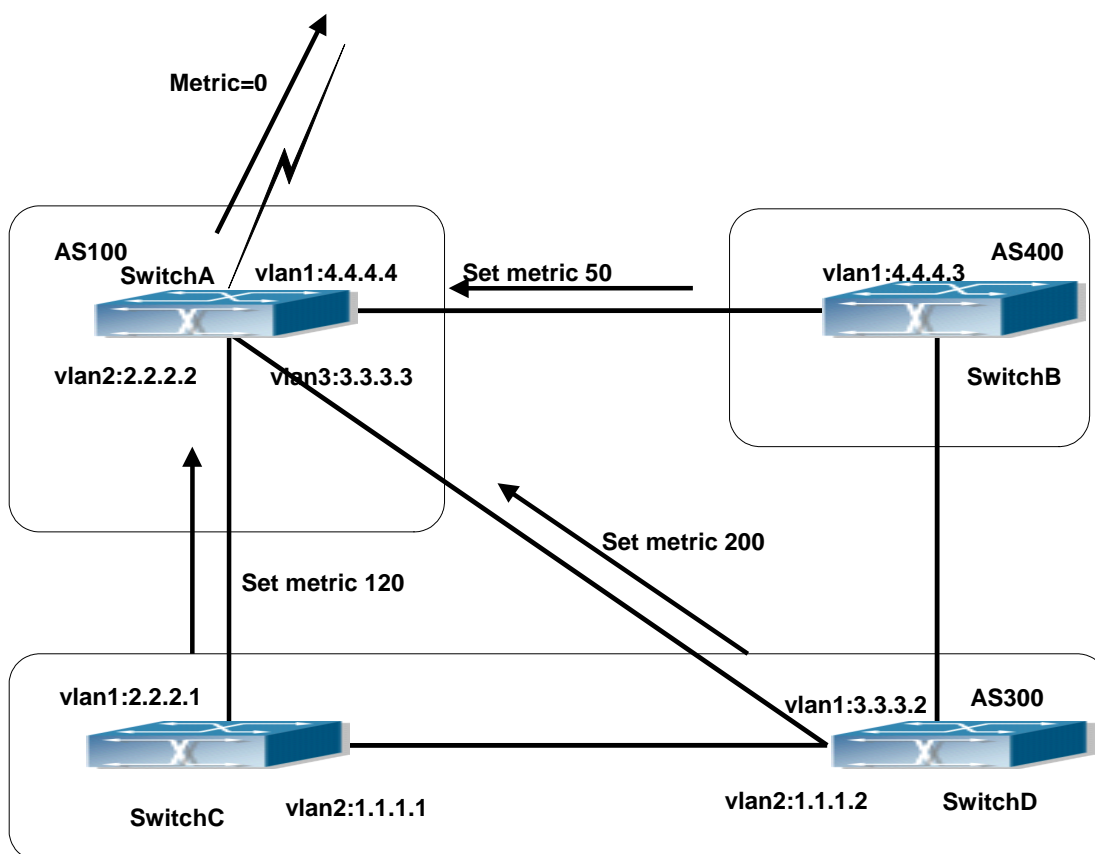 Metric=0
AS100
SwitchA
vlan1:4.4.4.4
Set metric 50
AS400
vlan1:4.4.4.3
vlan2:2.2.2.2
vlan3:3.3.3.3
SwitchB
Set metric 200
Set metric 120
vlan1:2.2.2.1
vlan1:3.3.3.2
AS300
SwitchC
vlan2:1.1.1.1
vlan2:1.1.1.2
SwitchD